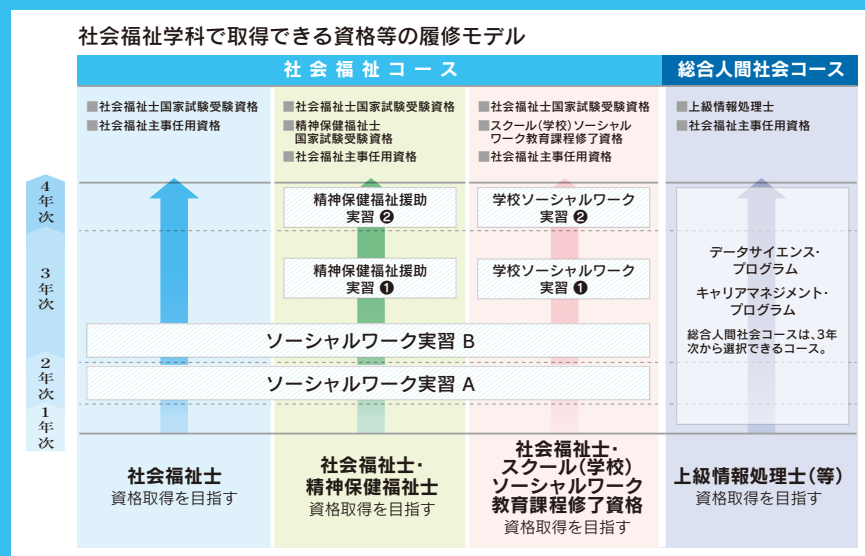 社会福祉学科で取得できる資格等の履修モデル
社会福祉コース
総合人間社会コース
■社会福祉士国家試験受験資格
■社会福祉主事任用資格
■社会福祉士国家試験受験資格
■精神保健福祉士
国家試験受験資格
■社会福祉主事任用資格
■社会福祉士国家試験受験資格
■スクール(学校)ソーシャル
ワーク教育課程修了資格
■社会福祉主事任用資格
■上級情報処理士
■社会福祉主事任用資格
4年次
3年次
2年次
1年次
精神保健福祉援助
実習 ❷
学校ソーシャルワーク
実習 ❷
精神保健福祉援助
実習 ❶
学校ソーシャルワーク
実習 ❶
ソーシャルワーク実習 B
ソーシャルワーク実習 A
データサイエンス・
プログラム
キャリアマネジメント・
プログラム
総合人間社会コースは、3年
次から選択できるコース。
社会福祉士
資格取得を目指す
社会福祉士・
精神保健福祉士
資格取得を目指す
社会福祉士・
スクール(学校)
ソーシャルワーク
教育課程修了資格
資格取得を目指す
上級情報処理士(等)
資格取得を目指す